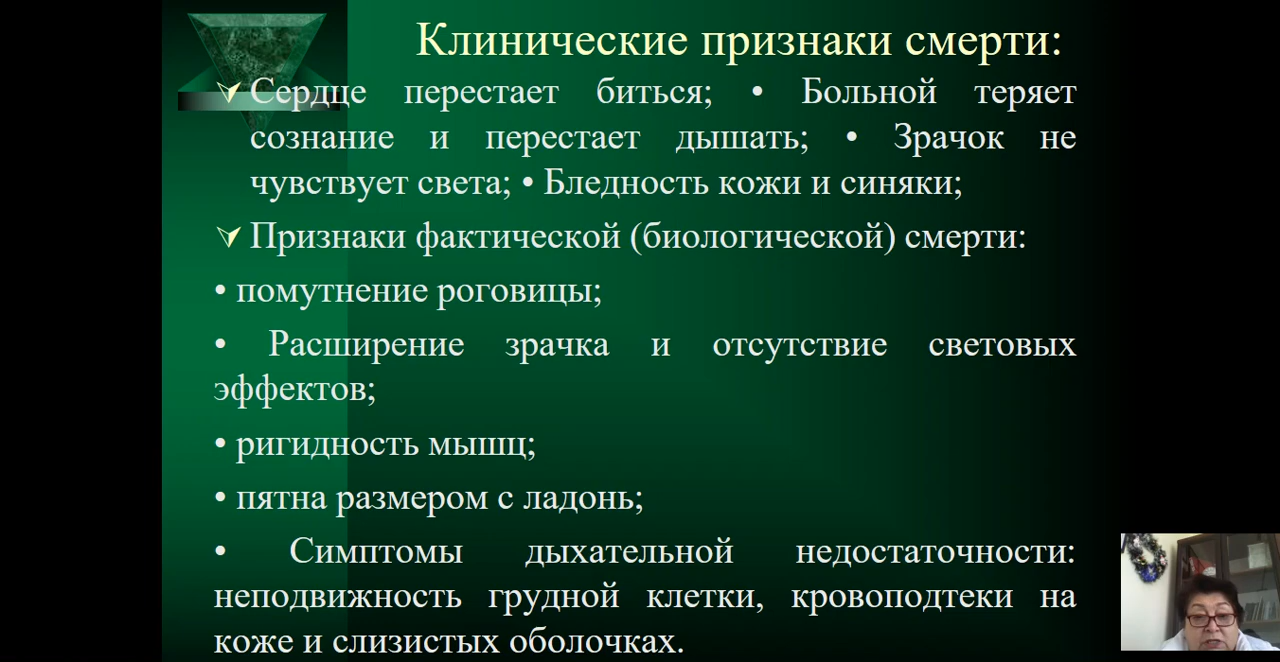 Клинические признаки смерти:
Сердце перестает биться; • Больной теряет
сознание и перестает дышать; • Зрачок не
чувствует света; • Бледность кожи и синяки;
Признаки фактической (биологической) смерти:
• помутнение роговицы;
• Расширение зрачка и отсутствие световых
эффектов;
• ригидность мышц;
• пятна размером с ладонь;
• Симптомы дыхательной недостаточности:
неподвижность грудной клетки, кровоподтеки на
коже и слизистых оболочках.